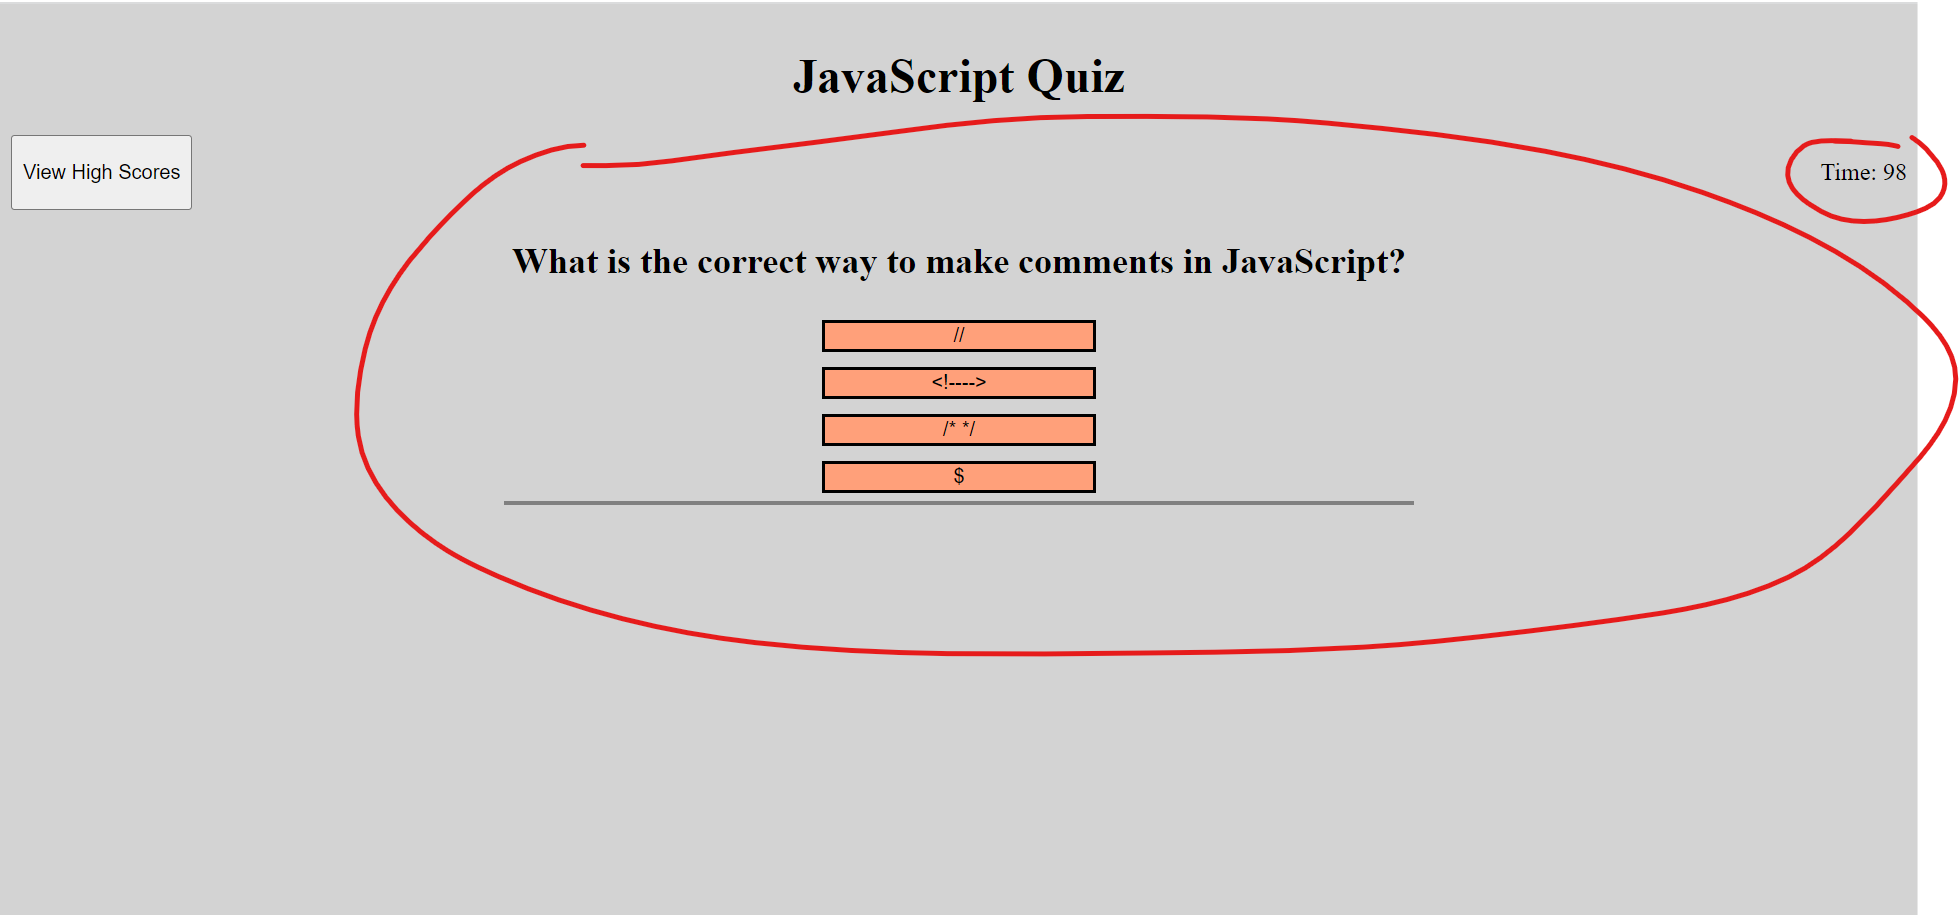 JavaScript Quiz
View High Scores
Time: 98
What is the correct way to make comments in JavaScript?
//
<!---->
/* */
$